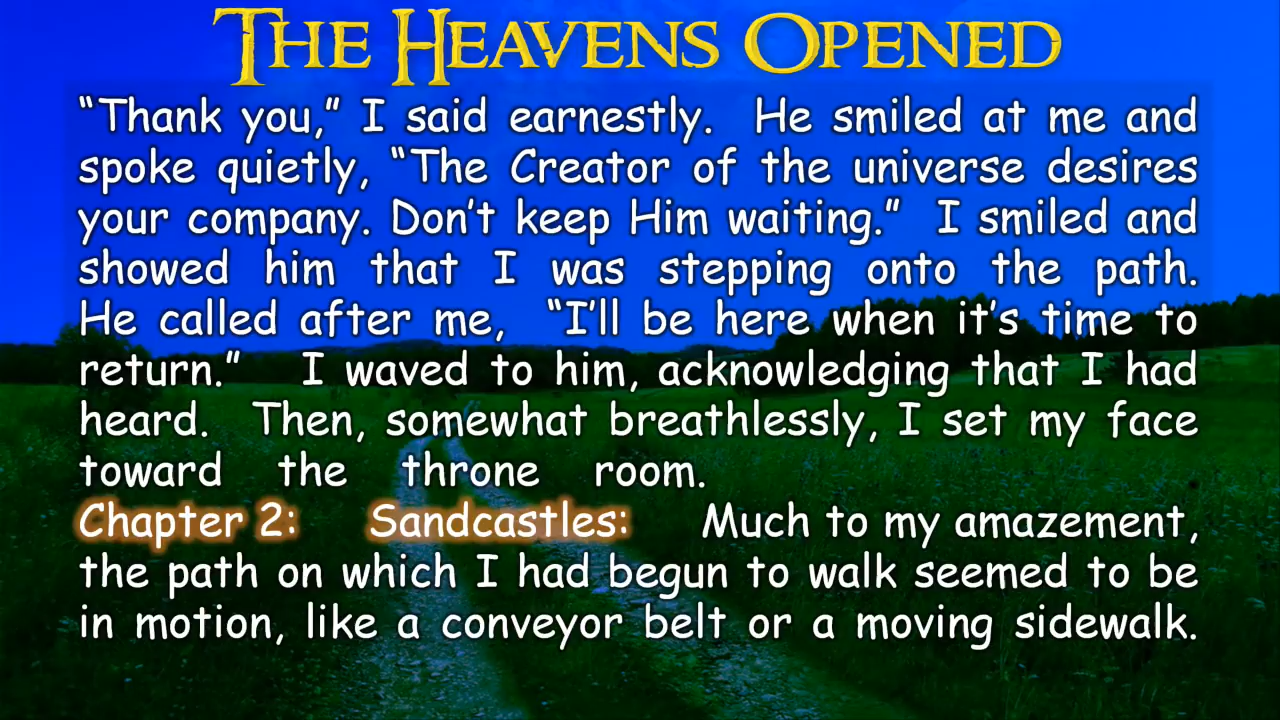 THE HEAVENS OPENED
“Thank you,” I said earnestly. He smiled at me and
spoke quietly, “The Creator of the universe desires
your company. Don’t keep Him waiting.” I smiled and
showed him that I was stepping onto the path.
He called after me, “I’ll be here when it’s time to
return.” I waved to him, acknowledging that I had
heard. Then, somewhat breathlessly, I set my face
toward the throne room.
Chapter 2: Sandcastles: Much to my amazement,
the path on which I had begun to walk seemed to be
in motion, like a conveyor belt or a moving sidewalk.